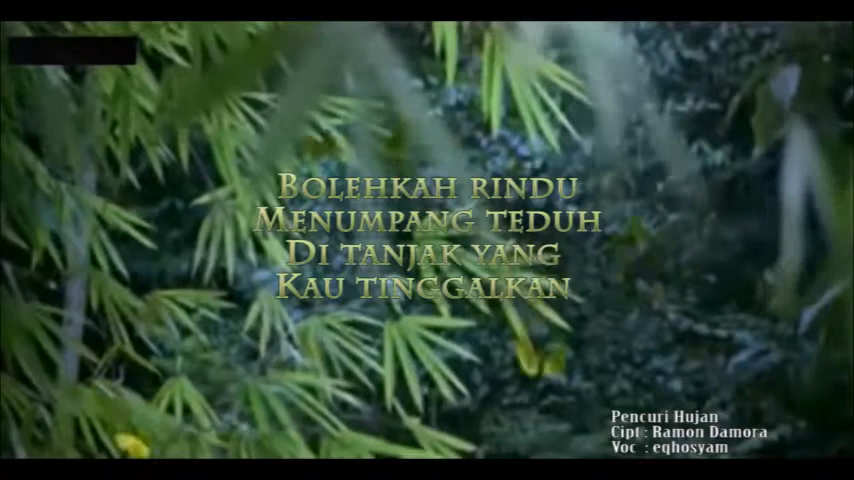 Bolehkah rindu
Menumpang teduh
Di tanjak yang
Kau tinggalkan
Pencuri Hujan
Cipt : Ramon Damora
Voc : eqhosyam